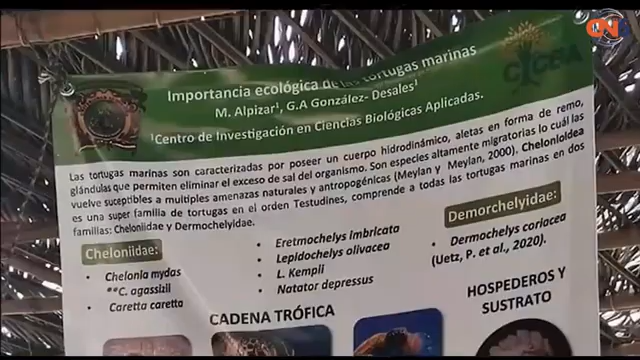 CN
CICBA
Importancia ecológica de las tortugas marinas
M. Alpizar¹, G.A González- Desales¹
¹Centro de Investigación en Ciencias Biológicas Aplicadas.
Las tortugas marinas son caracterizadas por poseer un cuerpo hidrodinámico, aletas en forma de remo,
glándulas que permiten eliminar el exceso de sal del organismo. Son especies altamente migratorios lo cuál las
vuelve suceptibles a multiples amenazas naturales y antropogénicas (Meylan y Meylan, 2000). Chelonioidea
es una super familia de tortugas en el orden Testudines, comprende a todas las tortugas marinas en dos
familias: Cheloniidae y Dermochelyidae.
Cheloniidae:
• Chelonia mydas
**C. agassizii
• Caretta caretta
• Eretmochelys imbricata
• Lepidochelys olivacea
• L. Kempii
• Natator depressus
Demorchelyidae:
• Dermochelys coriacea
(Uetz, P. et al., 2020).
CADENA TRÓFICA
HOSPEDEROS Y
SUSTRATO